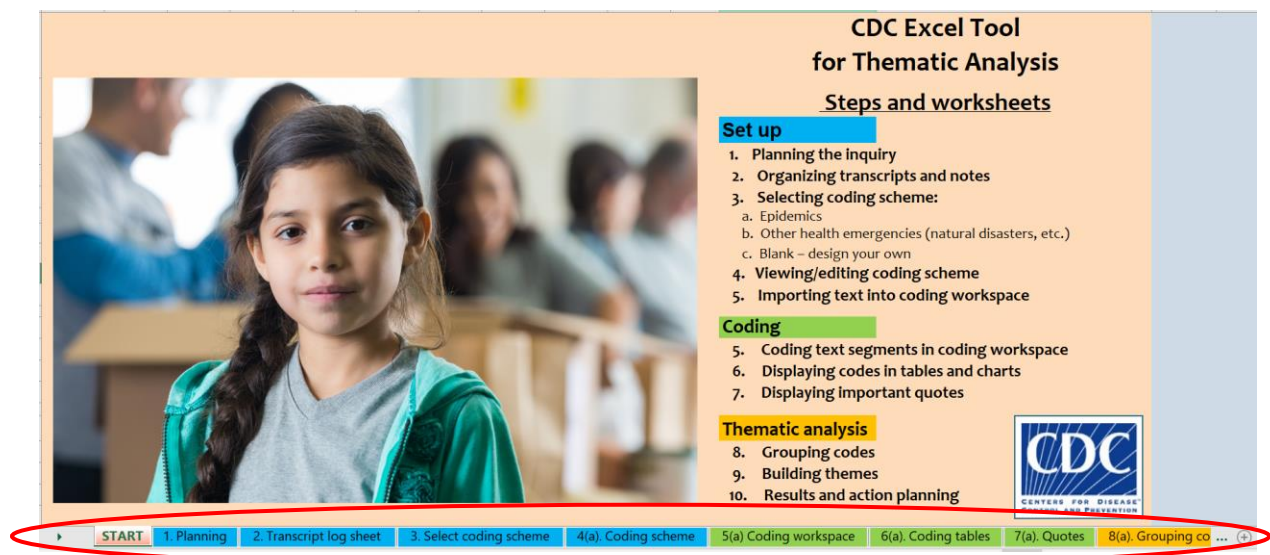 CDC Excel Tool
for Thematic Analysis
Steps and worksheets
Set up
1. Planning the inquiry
2. Organizing transcripts and notes
3. Selecting coding scheme:
a. Epidemics
b. Other health emergencies (natural disasters, etc.)
c. Blank – design your own
4. Viewing/editing coding scheme
5. Importing text into coding workspace
Coding
5. Coding text segments in coding workspace
6. Displaying codes in tables and charts
7. Displaying important quotes
Thematic analysis
8. Grouping codes
9. Building themes
10. Results and action planning
CDC
CENTERS FOR DISEASE
CONTROL AND PREVENTION
START 1. Planning 2. Transcript log sheet 3. Select coding scheme 4(a). Coding scheme 5(a) Coding workspace 6(a). Coding tables 7(a). Quotes 8(a). Grouping co ...